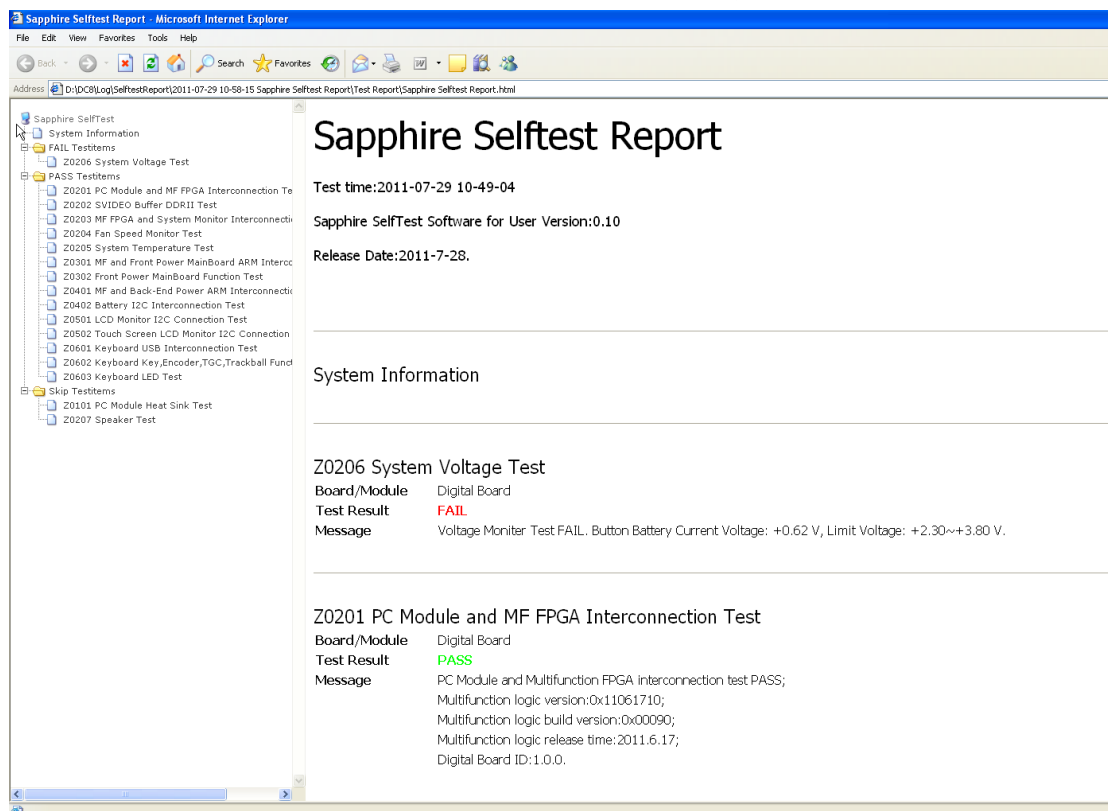 Sapphire Selftest Report - Microsoft Internet Explorer
File Edit View Favorites Tools Help
Back Search Favorites
Address D:\DC8\Log\SelftestReport\2011-07-29 10-58-15 Sapphire Selftest Report\Test Report\Sapphire Selftest Report.html
Sapphire SelfTest
System Information
FAIL Testitems
Z0206 System Voltage Test
PASS Testitems
Z0201 PC Module and MF FPGA Interconnection Te
Z0202 SVIDEO Buffer DDRII Test
Z0203 MF FPGA and System Monitor Interconnecti
Z0204 Fan Speed Monitor Test
Z0205 System Temperature Test
Z0301 MF and Front Power MainBoard ARM Interco
Z0302 Front Power MainBoard Function Test
Z0401 MF and Back-End Power ARM Interconnectio
Z0402 Battery I2C Interconnection Test
Z0501 LCD Monitor I2C Connection Test
Z0502 Touch Screen LCD Monitor I2C Connection
Z0601 Keyboard USB Interconnection Test
Z0602 Keyboard Key,Encoder,TGC,Trackball Funct
Z0603 Keyboard LED Test
Skip Testitems
Z0101 PC Module Heat Sink Test
Z0207 Speaker Test
Sapphire Selftest Report
Test time:2011-07-29 10-49-04
Sapphire SelfTest Software for User Version:0.10
Release Date:2011-7-28.
System Information
Z0206 System Voltage Test
Board/Module Digital Board
Test Result FAIL
Message Voltage Moniter Test FAIL. Button Battery Current Voltage: +0.62 V, Limit Voltage: +2.30~+3.80 V.
Z0201 PC Module and MF FPGA Interconnection Test
Board/Module Digital Board
Test Result PASS
Message PC Module and Multifunction FPGA interconnection test PASS;
Multifunction logic version:0x11061710;
Multifunction logic build version:0x00090;
Multifunction logic release time:2011.6.17;
Digital Board ID:1.0.0.